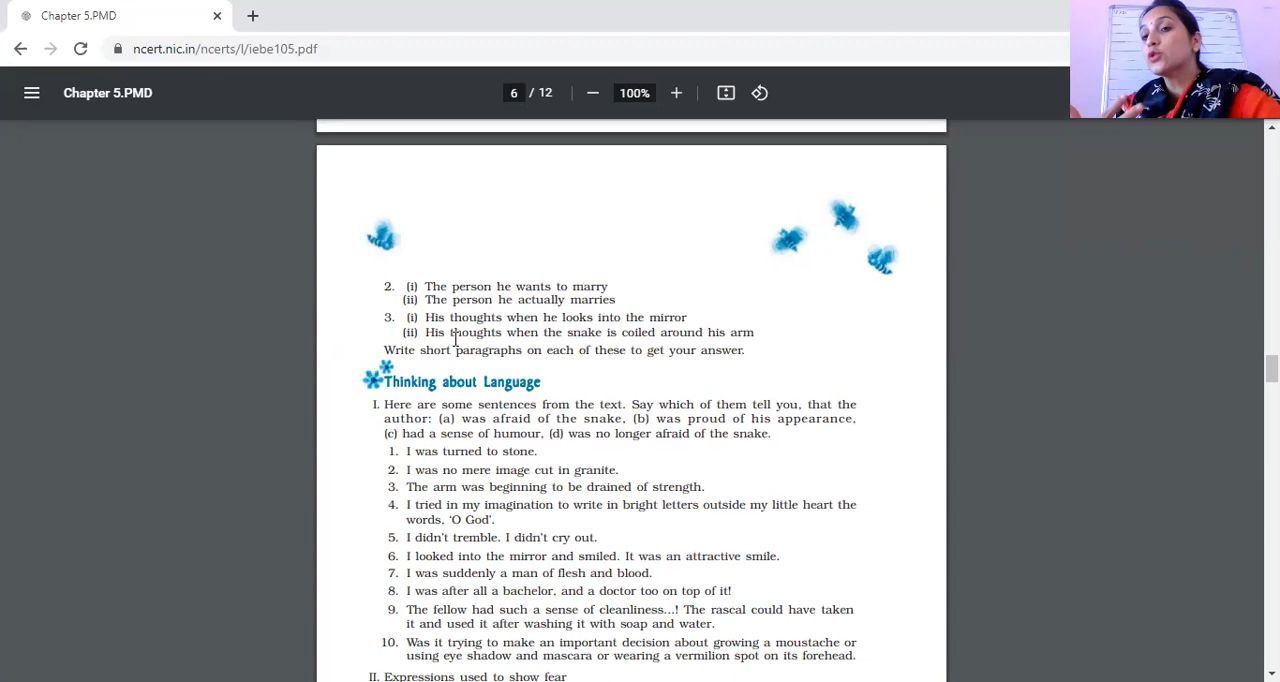 Chapter 5.PMD
ncert.nic.in/ncerts/l/iebe105.pdf
Chapter 5.PMD
6 / 12
100%
2. (i) The person he wants to marry
(ii) The person he actually marries
3. (i) His thoughts when he looks into the mirror
(ii) His thoughts when the snake is coiled around his arm
Write short paragraphs on each of these to get your answer.
Thinking about Language
I. Here are some sentences from the text. Say which of them tell you, that the
author: (a) was afraid of the snake, (b) was proud of his appearance,
(c) had a sense of humour, (d) was no longer afraid of the snake.
1. I was turned to stone.
2. I was no mere image cut in granite.
3. The arm was beginning to be drained of strength.
4. I tried in my imagination to write in bright letters outside my little heart the
words, ‘O God’.
5. I didn’t tremble. I didn’t cry out.
6. I looked into the mirror and smiled. It was an attractive smile.
7. I was suddenly a man of flesh and blood.
8. I was after all a bachelor, and a doctor too on top of it!
9. The fellow had such a sense of cleanliness...! The rascal could have taken
it and used it after washing it with soap and water.
10. Was it trying to make an important decision about growing a moustache or
using eye shadow and mascara or wearing a vermilion spot on its forehead.
II. Expressions used to show fear